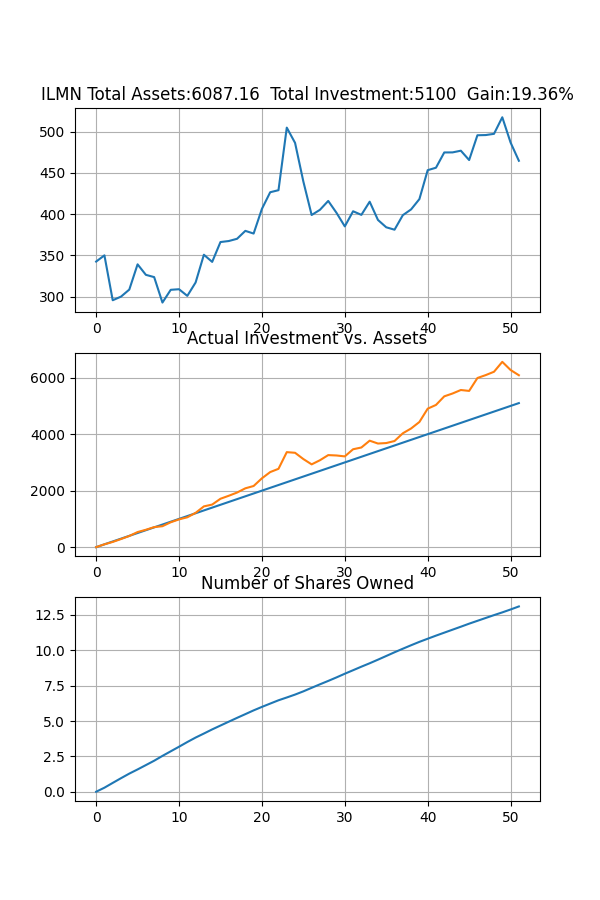 ILMN Total Assets:6087.16  Total Investment:5100  Gain:19.36%
500
450
400
350
300
0 10 20 30 40 50
Actual Investment vs. Assets
6000
4000
2000
0
0 10 20 30 40 50
Number of Shares Owned
12.5
10.0
7.5
5.0
2.5
0.0
0 10 20 30 40 50